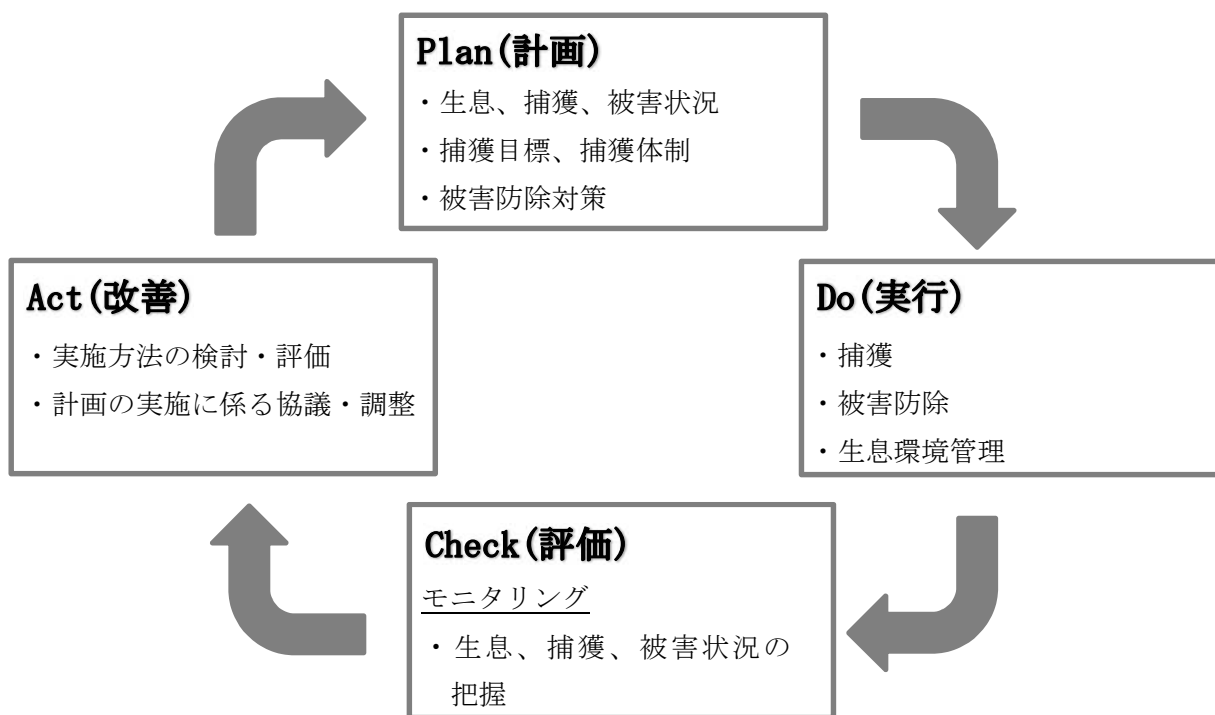 Plan(計画)
・生息、捕獲、被害状況
・捕獲目標、捕獲体制
・被害防除対策
Do(実行)
・捕獲
・被害防除
・生息環境管理
Check(評価)
モニタリング
・生息、捕獲、被害状況の
把握
Act(改善)
・実施方法の検討・評価
・計画の実施に係る協議・調整